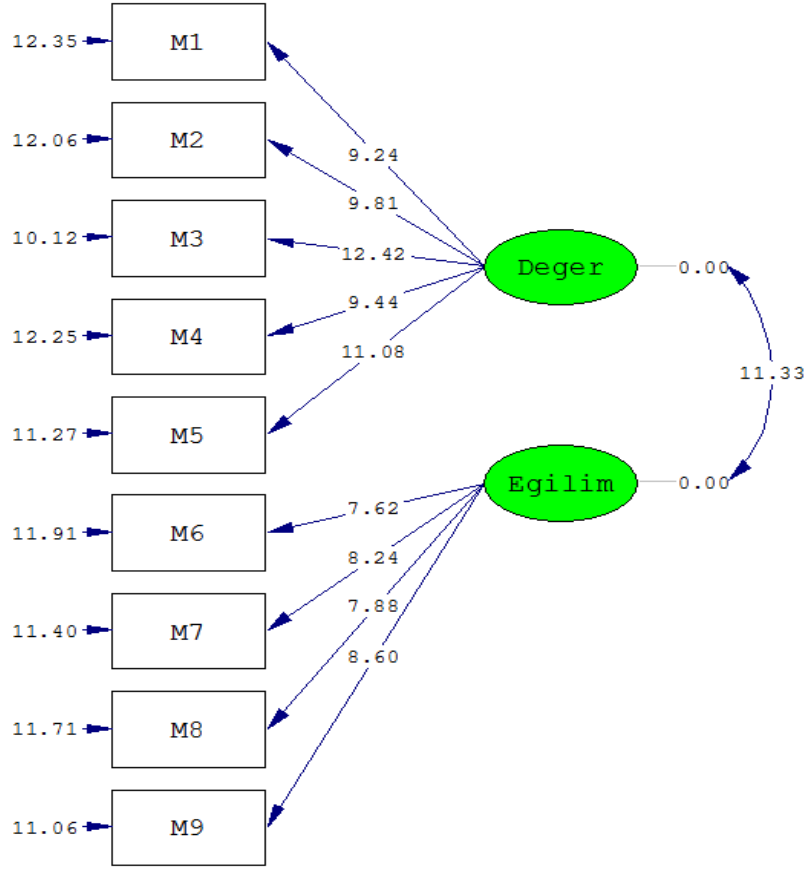 12.35 M1
9.24
12.06 M2
9.81
10.12 M3
12.42 Deger 0.00
12.25 M4
9.44
11.08
11.33
11.27 M5
Egilim 0.00
11.91 M6
7.62
8.24
11.40 M7
7.88
8.60
11.71 M8
11.06 M9